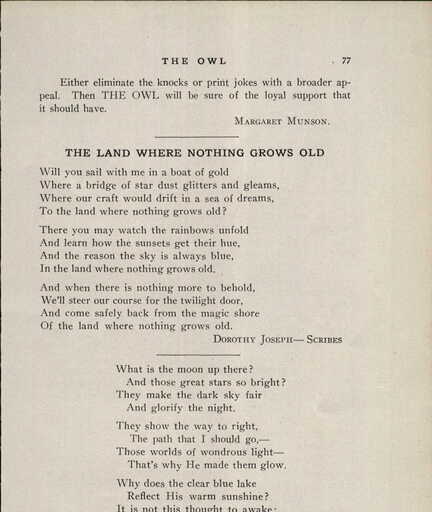 THE OWL 77
Either eliminate the knocks or print jokes with a broader ap-
peal. Then THE OWL will be sure of the loyal support that
it should have.
MARGARET MUNSON.
THE LAND WHERE NOTHING GROWS OLD
Will you sail with me in a boat of gold
Where a bridge of star dust glitters and gleams,
Where our craft would drift in a sea of dreams,
To the land where nothing grows old?
There you may watch the rainbows unfold
And learn how the sunsets get their hue,
And the reason the sky is always blue,
In the land where nothing grows old.
And when there is nothing more to behold,
We'll steer our course for the twilight door,
And come safely back from the magic shore
Of the land where nothing grows old.
DOROTHY JOSEPH—SCRIBES
What is the moon up there?
And those great stars so bright?
They make the dark sky fair
And glorify the night.
They show the way to right,
The path that I should go,—
Those worlds of wondrous light—
That's why He made them glow.
Why does the clear blue lake
Reflect His warm sunshine?
It is not this thought to awake: